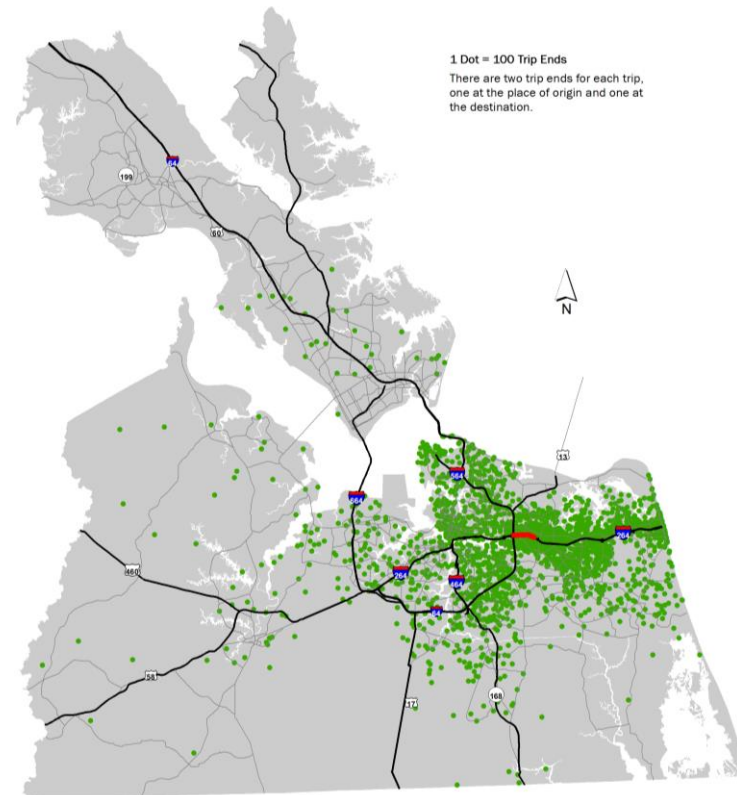 1 Dot = 100 Trip Ends
There are two trip ends for each trip,
one at the place of origin and one at
the destination.
64
199
60
N
13
564
664
264
264
460
464
64
58
168
17